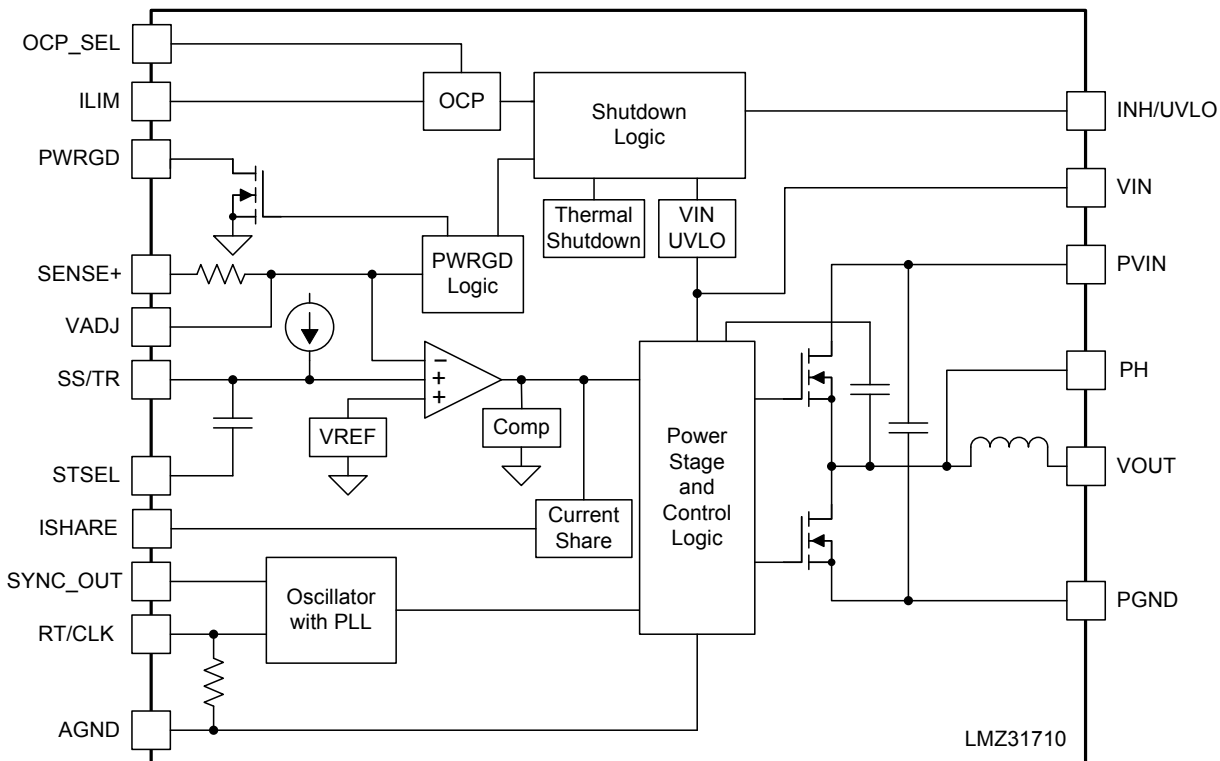 OCP_SEL
ILIM
PWRGD
SENSE+
VADJ
SS/TR
STSEL
ISHARE
SYNC_OUT
RT/CLK
AGND
OCP
Shutdown
Logic
Thermal
Shutdown
VIN
UVLO
PWRGD
Logic
VREF
Comp
Current
Share
Oscillator
with PLL
Power
Stage
and
Control
Logic
−
+
+
INH/UVLO
VIN
PVIN
PH
VOUT
PGND
LMZ31710